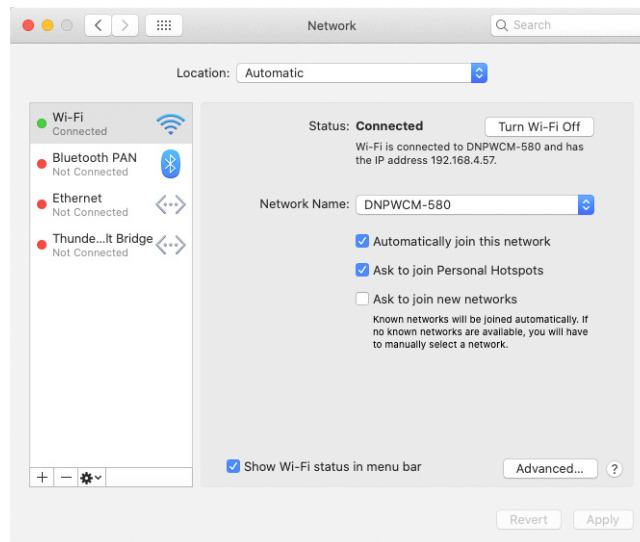 Network
Search
Location: Automatic
Wi-Fi
Connected
Bluetooth PAN
Not Connected
Ethernet
Not Connected
Thunde...lt Bridge
Not Connected
Status: Connected
Turn Wi-Fi Off
Wi-Fi is connected to DNPWCM-580 and has
the IP address 192.168.4.57.
Network Name: DNPWCM-580
Automatically join this network
Ask to join Personal Hotspots
Ask to join new networks
Known networks will be joined automatically. If
no known networks are available, you will have
to manually select a network.
Show Wi-Fi status in menu bar
Advanced...
?
Revert
Apply